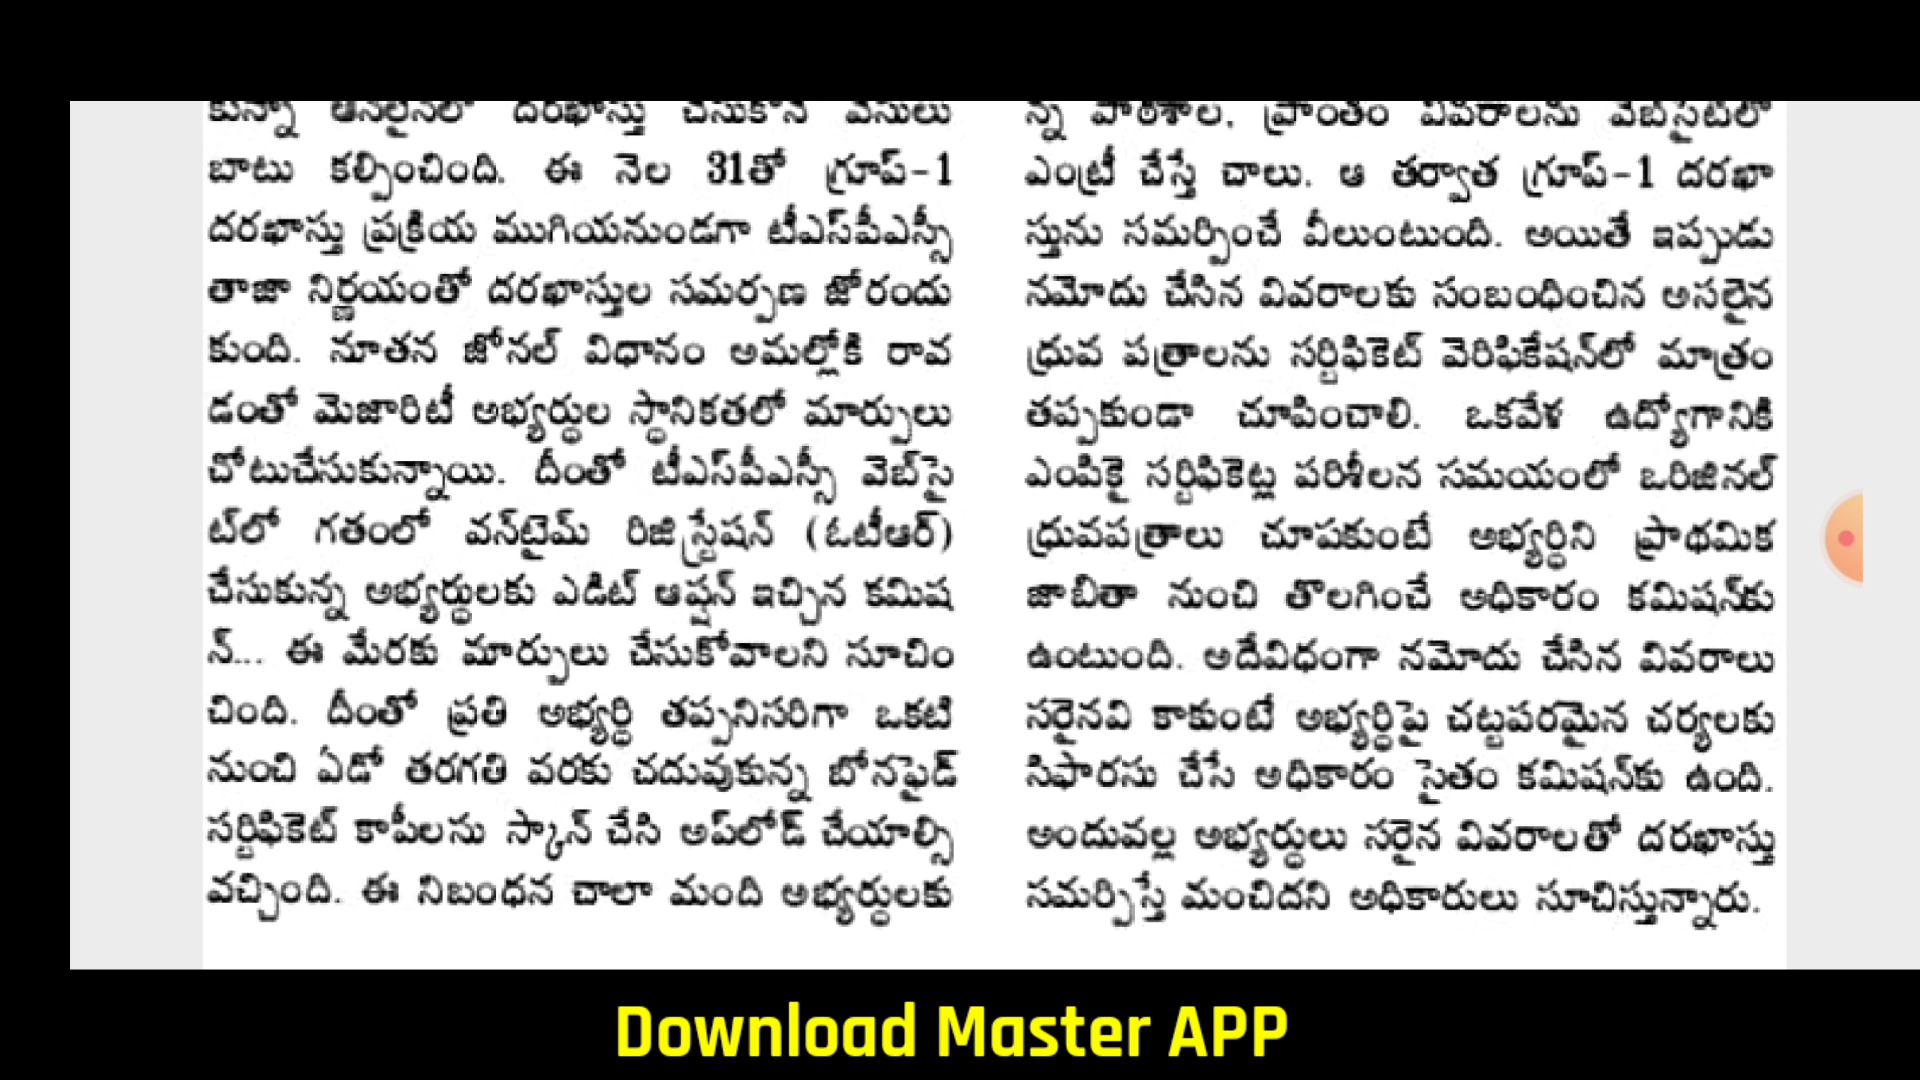 కున్నా ఆన్‌లైన్‌లో దరఖాస్తు చేసుకొనే వెసులు
బాటు కల్పించింది. ఈ నెల 31తో గ్రూప్-1
దరఖాస్తు ప్రక్రియ ముగియనుండగా టీఎస్‌పీఎస్సీ
తాజా నిర్ణయంతో దరఖాస్తుల సమర్పణ జోరందు
కుంది. నూతన జోనల్ విధానం అమల్లోకి రావ
డంతో మెజారిటీ అభ్యర్థుల స్థానికతలో మార్పులు
చోటుచేసుకున్నాయి. దీంతో టీఎస్‌పీఎస్సీ వెబ్‌సై
ట్‌లో గతంలో వన్‌టైమ్ రిజిస్ట్రేషన్ (ఓటీఆర్)
చేసుకున్న అభ్యర్థులకు ఎడిట్ ఆప్షన్ ఇచ్చిన కమిష
న్... ఈ మేరకు మార్పులు చేసుకోవాలని సూచిం
చింది. దీంతో ప్రతి అభ్యర్థి తప్పనిసరిగా ఒకటి
నుంచి ఏడో తరగతి వరకు చదువుకున్న బోనఫైడ్
సర్టిఫికెట్ కాపీలను స్కాన్ చేసి అప్‌లోడ్ చేయాల్సి
వచ్చింది. ఈ నిబంధన చాలా మంది అభ్యర్థులకు
న్న పాఠశాల, ప్రాంతం వివరాలను వెబ్‌సైట్‌లో
ఎంట్రీ చేస్తే చాలు. ఆ తర్వాత గ్రూప్-1 దరఖా
స్తును సమర్పించే వీలుంటుంది. అయితే ఇప్పుడు
నమోదు చేసిన వివరాలకు సంబంధించిన అసలైన
ధ్రువ పత్రాలను సర్టిఫికెట్ వెరిఫికేషన్‌లో మాత్రం
తప్పకుండా చూపించాలి. ఒకవేళ ఉద్యోగానికి
ఎంపికై సర్టిఫికెట్ల పరిశీలన సమయంలో ఒరిజినల్
ధ్రువపత్రాలు చూపకుంటే అభ్యర్థిని ప్రాథమిక
జాబితా నుంచి తొలగించే అధికారం కమిషన్‌కు
ఉంటుంది. అదేవిధంగా నమోదు చేసిన వివరాలు
సరైనవి కాకుంటే అభ్యర్థిపై చట్టపరమైన చర్యలకు
సిఫారసు చేసే అధికారం సైతం కమిషన్‌కు ఉంది.
అందువల్ల అభ్యర్థులు సరైన వివరాలతో దరఖాస్తు
సమర్పిస్తే మంచిదని అధికారులు సూచిస్తున్నారు.
Download Master APP